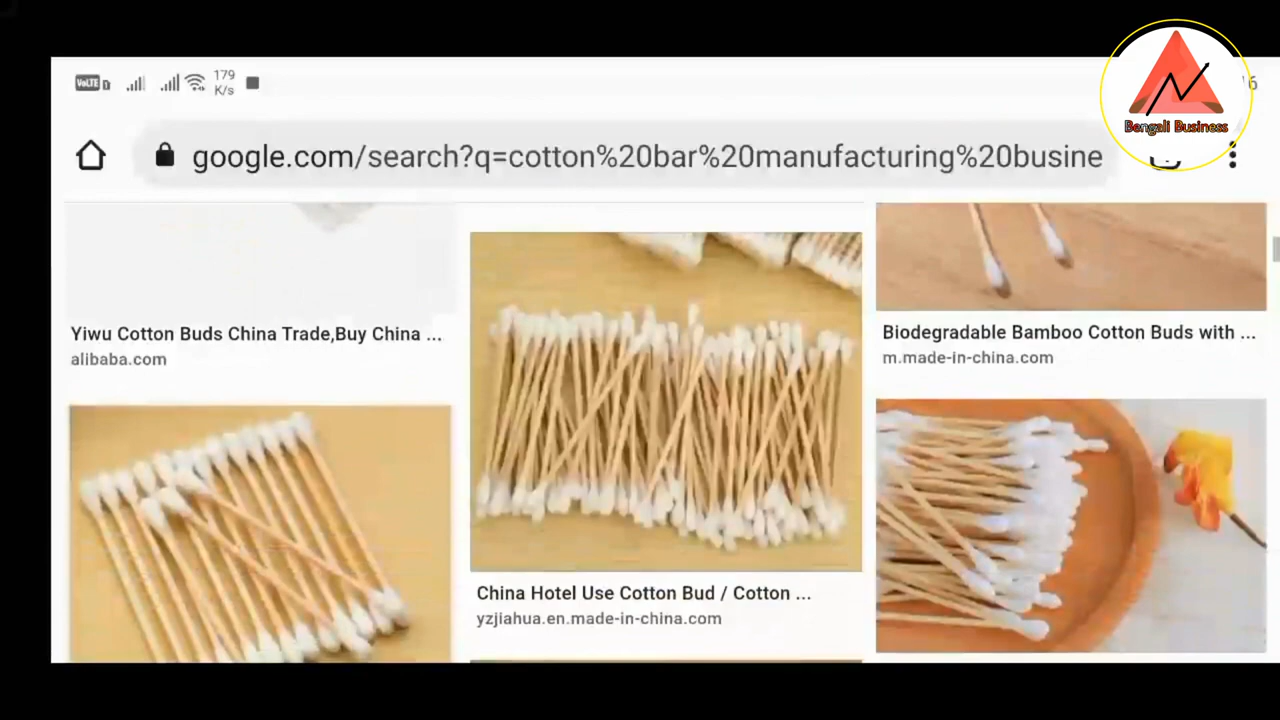 VoLTE
179
K/s
6
Bengali Business
google.com/search?q=cotton%20bar%20manufacturing%20busine
Yiwu Cotton Buds China Trade,Buy China ...
alibaba.com
Biodegradable Bamboo Cotton Buds with ...
m.made-in-china.com
China Hotel Use Cotton Bud / Cotton ...
yzjiahua.en.made-in-china.com